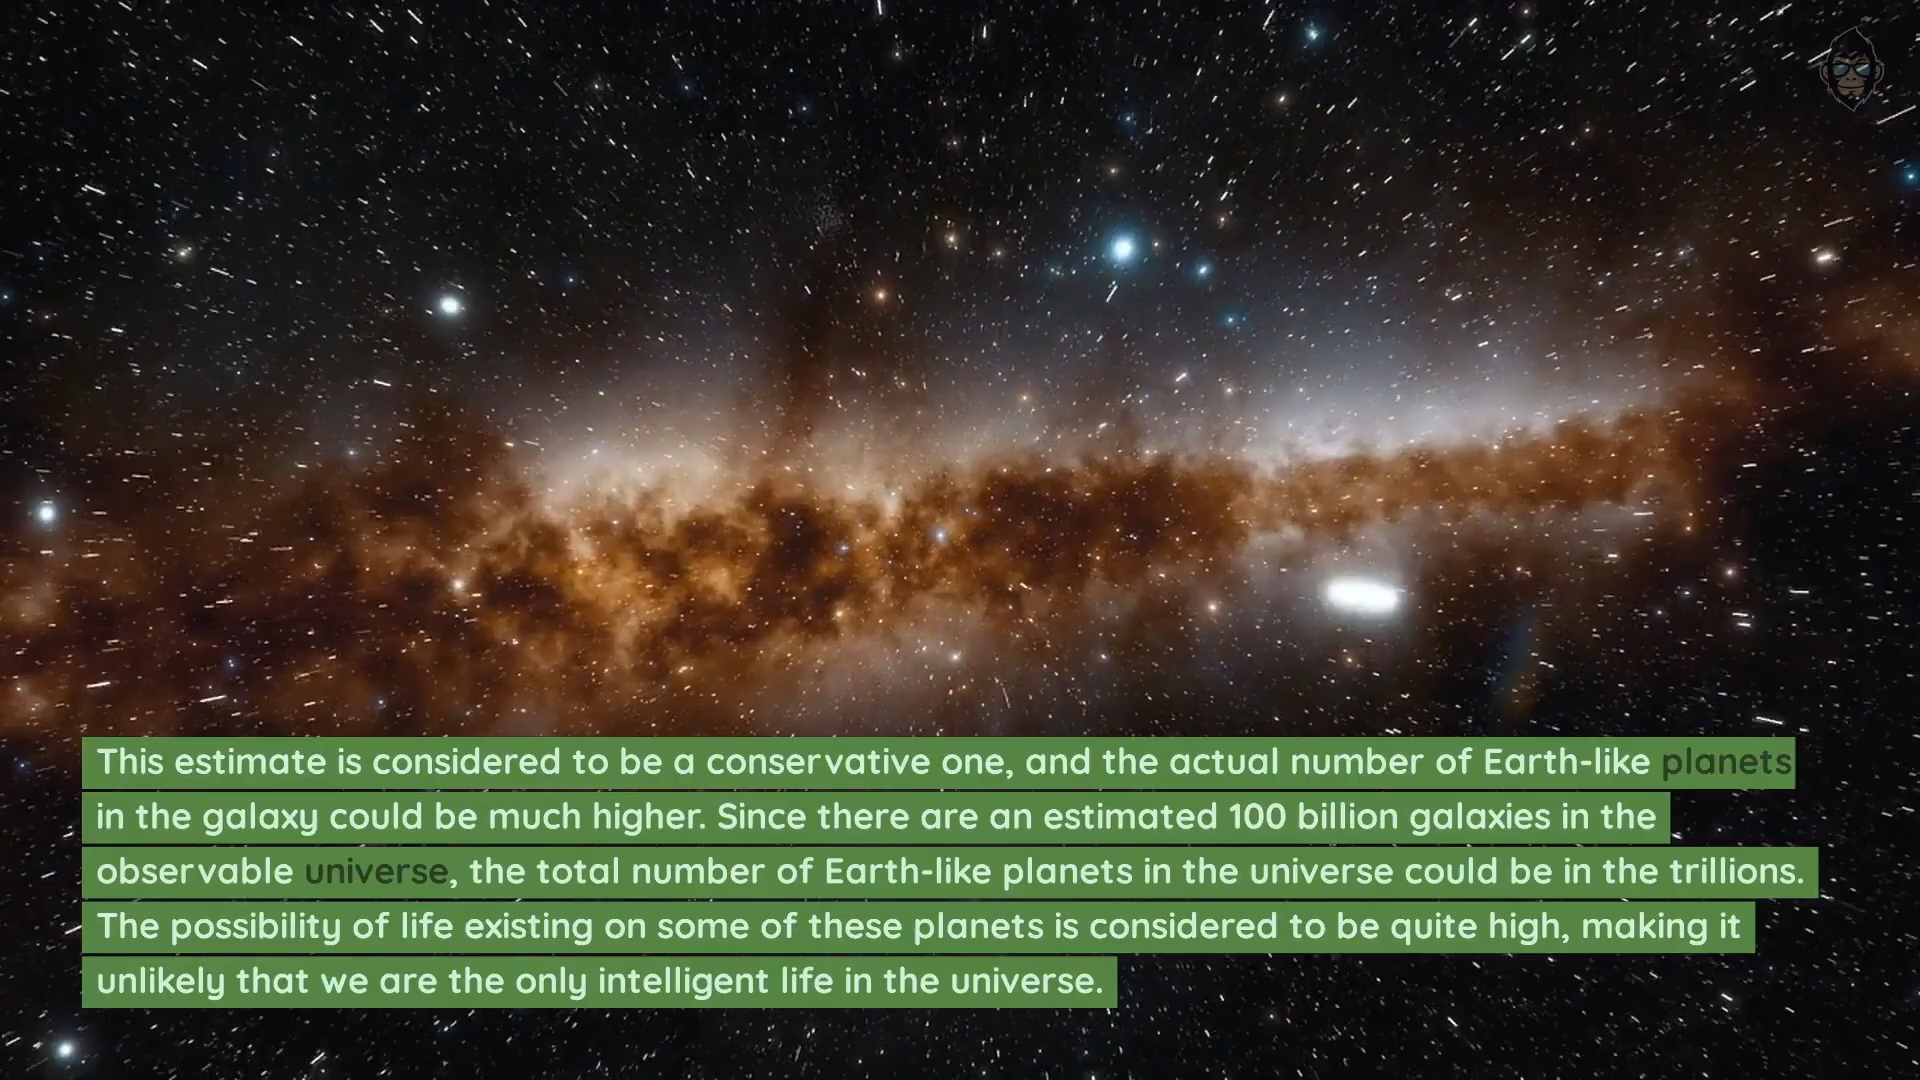 This estimate is considered to be a conservative one, and the actual number of Earth-like planets
in the galaxy could be much higher. Since there are an estimated 100 billion galaxies in the
observable universe, the total number of Earth-like planets in the universe could be in the trillions.
The possibility of life existing on some of these planets is considered to be quite high, making it
unlikely that we are the only intelligent life in the universe.